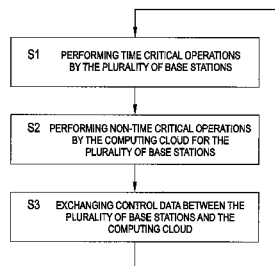 S1 PERFORMING TIME CRITICAL OPERATIONS
BY THE PLURALITY OF BASE STATIONS
S2 PERFORMING NON-TIME CRITICAL OPERATIONS
BY THE COMPUTING CLOUD FOR THE
PLURALITY OF BASE STATIONS
S3 EXCHANGING CONTROL DATA BETWEEN THE
PLURALITY OF BASE STATIONS AND THE
COMPUTING CLOUD